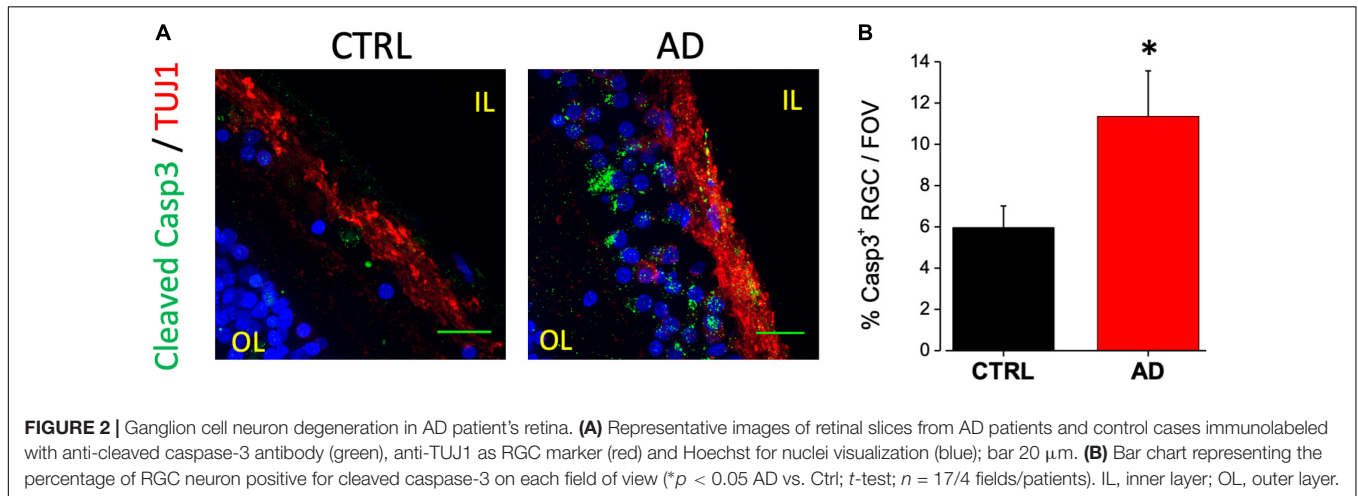 A
CTRL
AD
B
Cleaved Casp3 / TUJ1
IL
OL
IL
OL
% Casp3⁺ RGC / FOV
14
12
10
8
6
4
2
0
*
CTRL
AD
FIGURE 2 | Ganglion cell neuron degeneration in AD patient's retina. (A) Representative images of retinal slices from AD patients and control cases immunolabeled
with anti-cleaved caspase-3 antibody (green), anti-TUJ1 as RGC marker (red) and Hoechst for nuclei visualization (blue); bar 20 μm. (B) Bar chart representing the
percentage of RGC neuron positive for cleaved caspase-3 on each field of view (*p < 0.05 AD vs. Ctrl; t-test; n = 17/4 fields/patients). IL, inner layer; OL, outer layer.